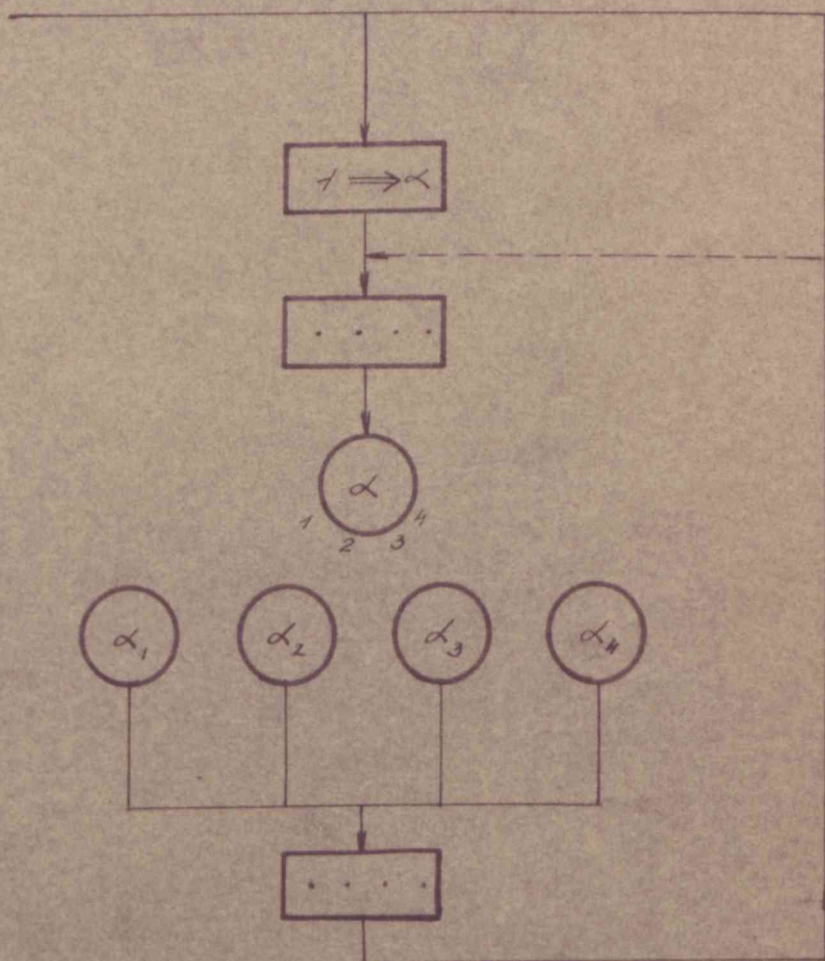 1 ⟹ α
. . . .
α
1 2 3 4
α₁ α₂ α₃ α₄
. . . .